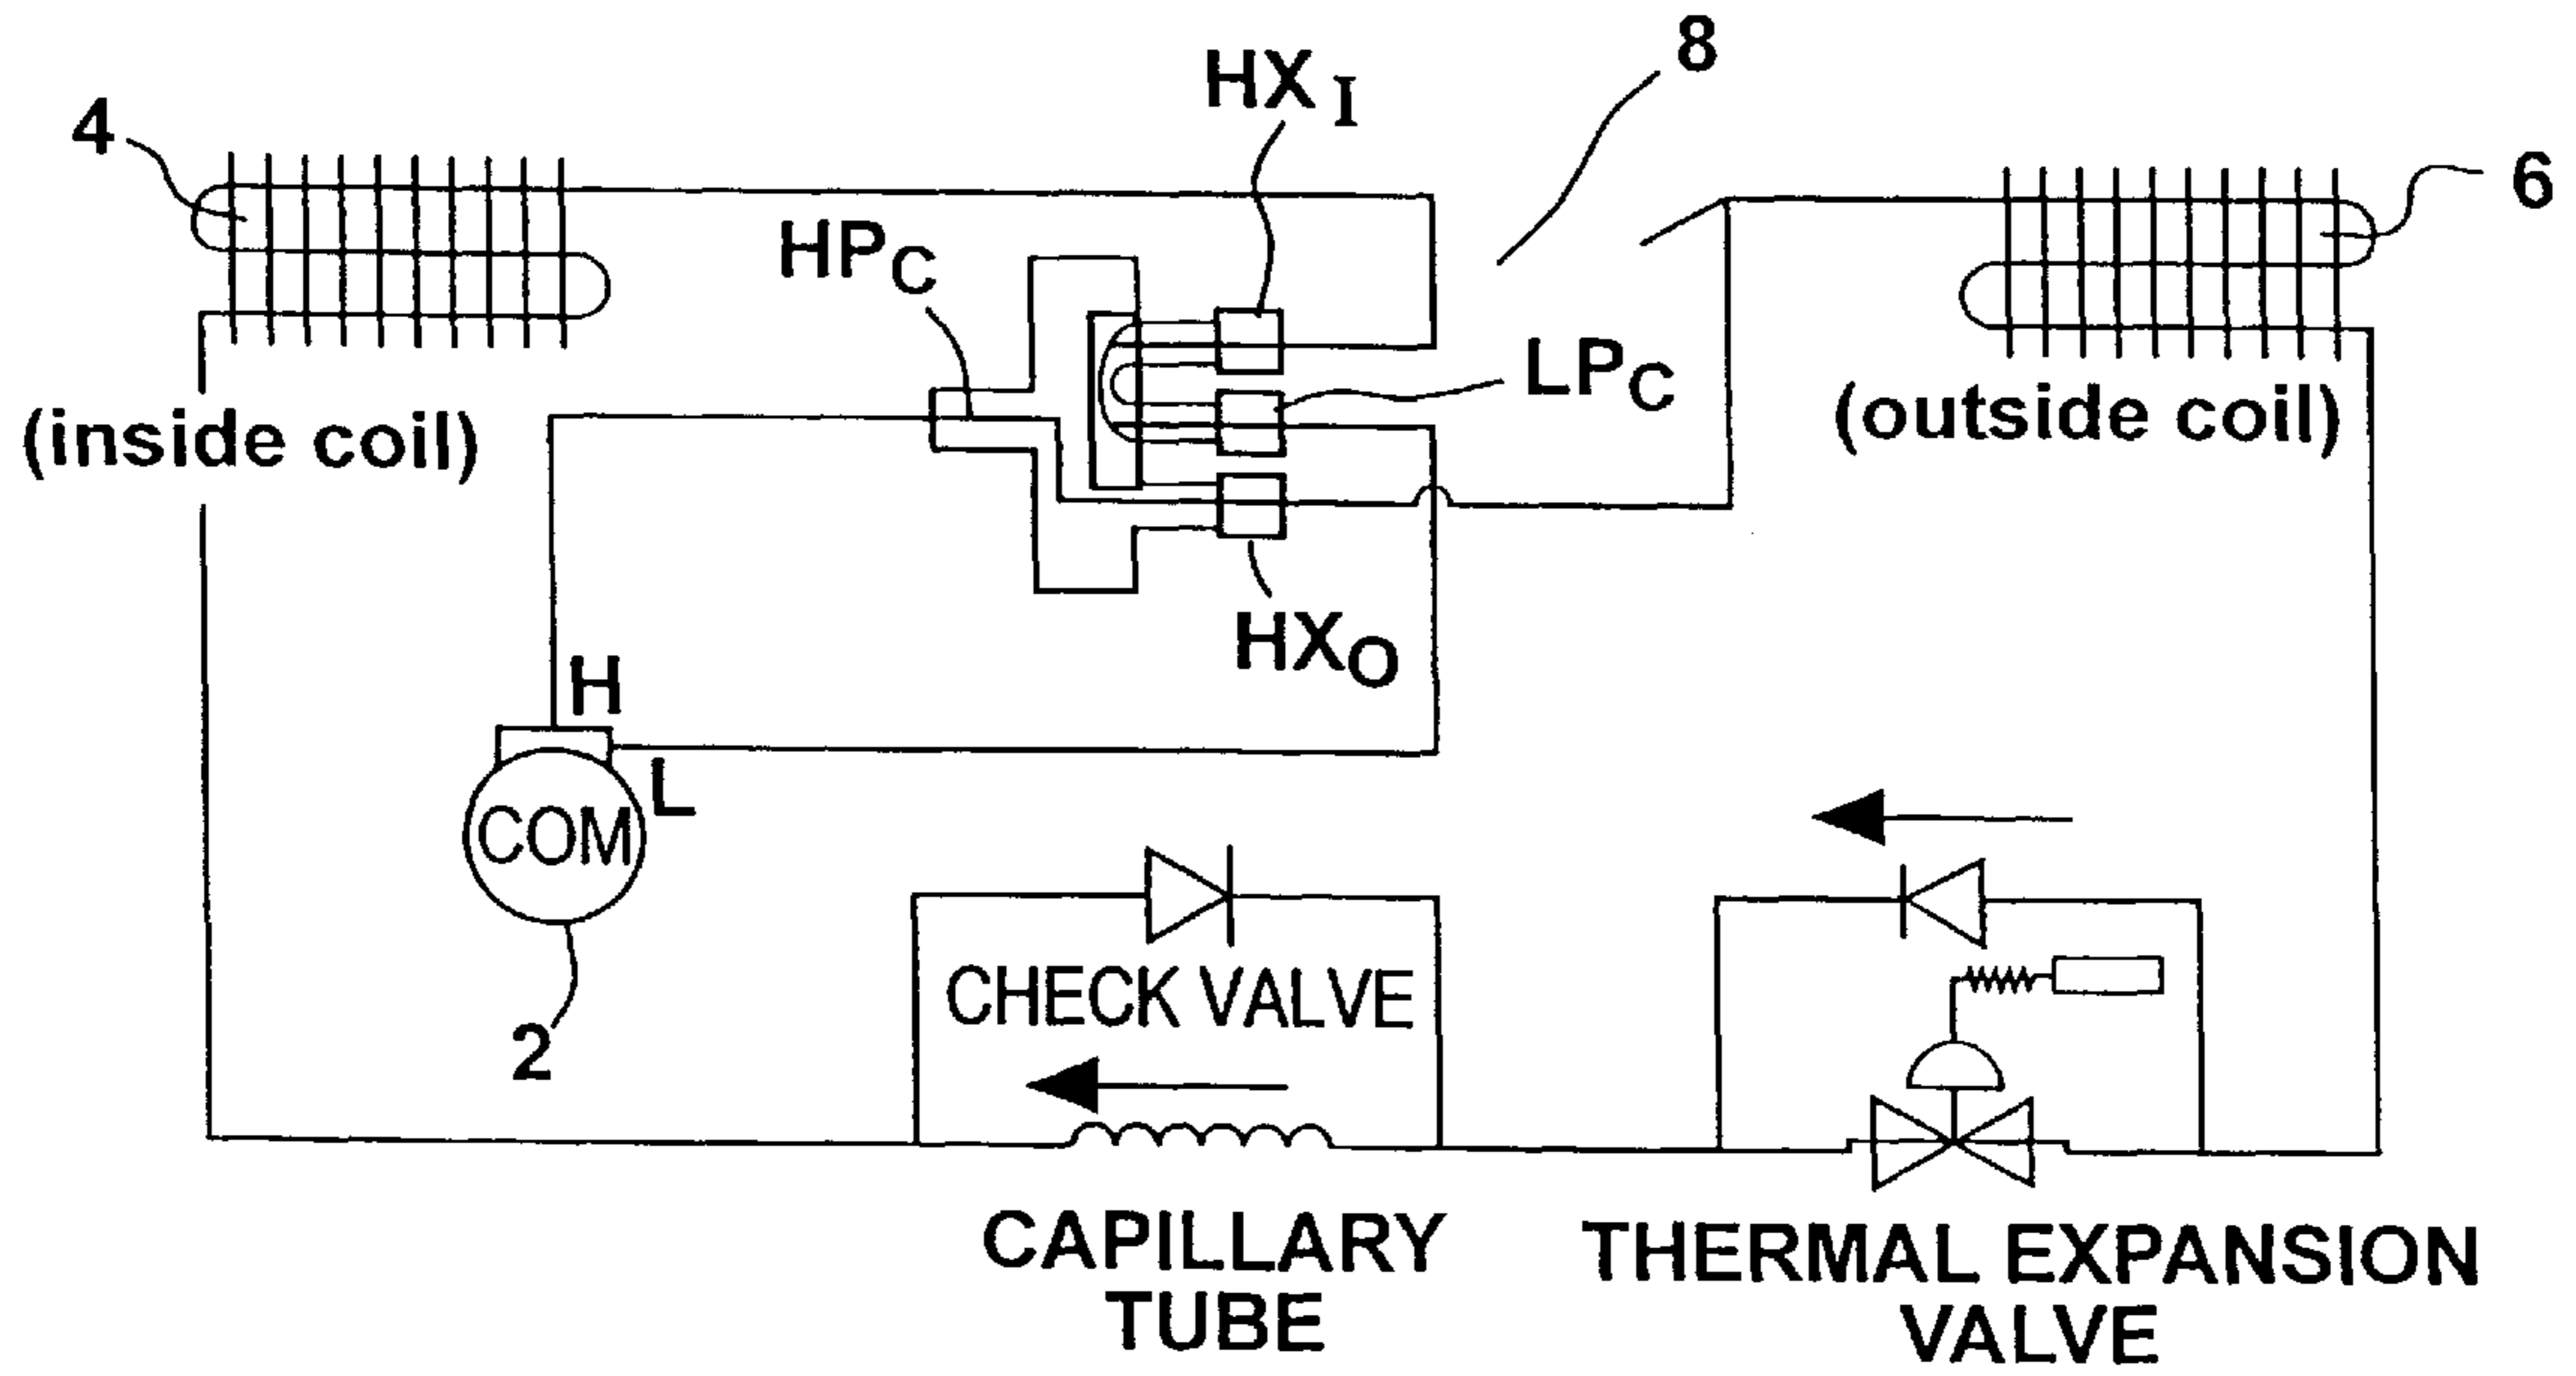 8
HX I
4
6
HPC
LPC
(inside coil)
(outside coil)
HXO
H
L
COM
CHECK VALVE
2
CAPILLARY
TUBE
THERMAL EXPANSION
VALVE